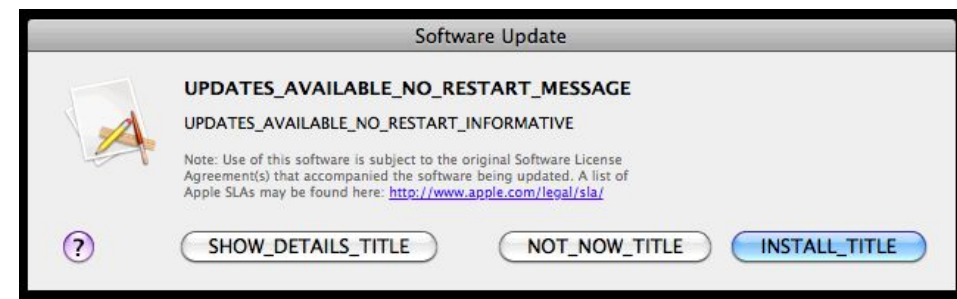 Software Update
UPDATES_AVAILABLE_NO_RESTART_MESSAGE
UPDATES_AVAILABLE_NO_RESTART_INFORMATIVE
Note: Use of this software is subject to the original Software License
Agreement(s) that accompanied the software being updated. A list of
Apple SLAs may be found here: http://www.apple.com/legal/sla/
? SHOW_DETAILS_TITLE NOT_NOW_TITLE INSTALL_TITLE